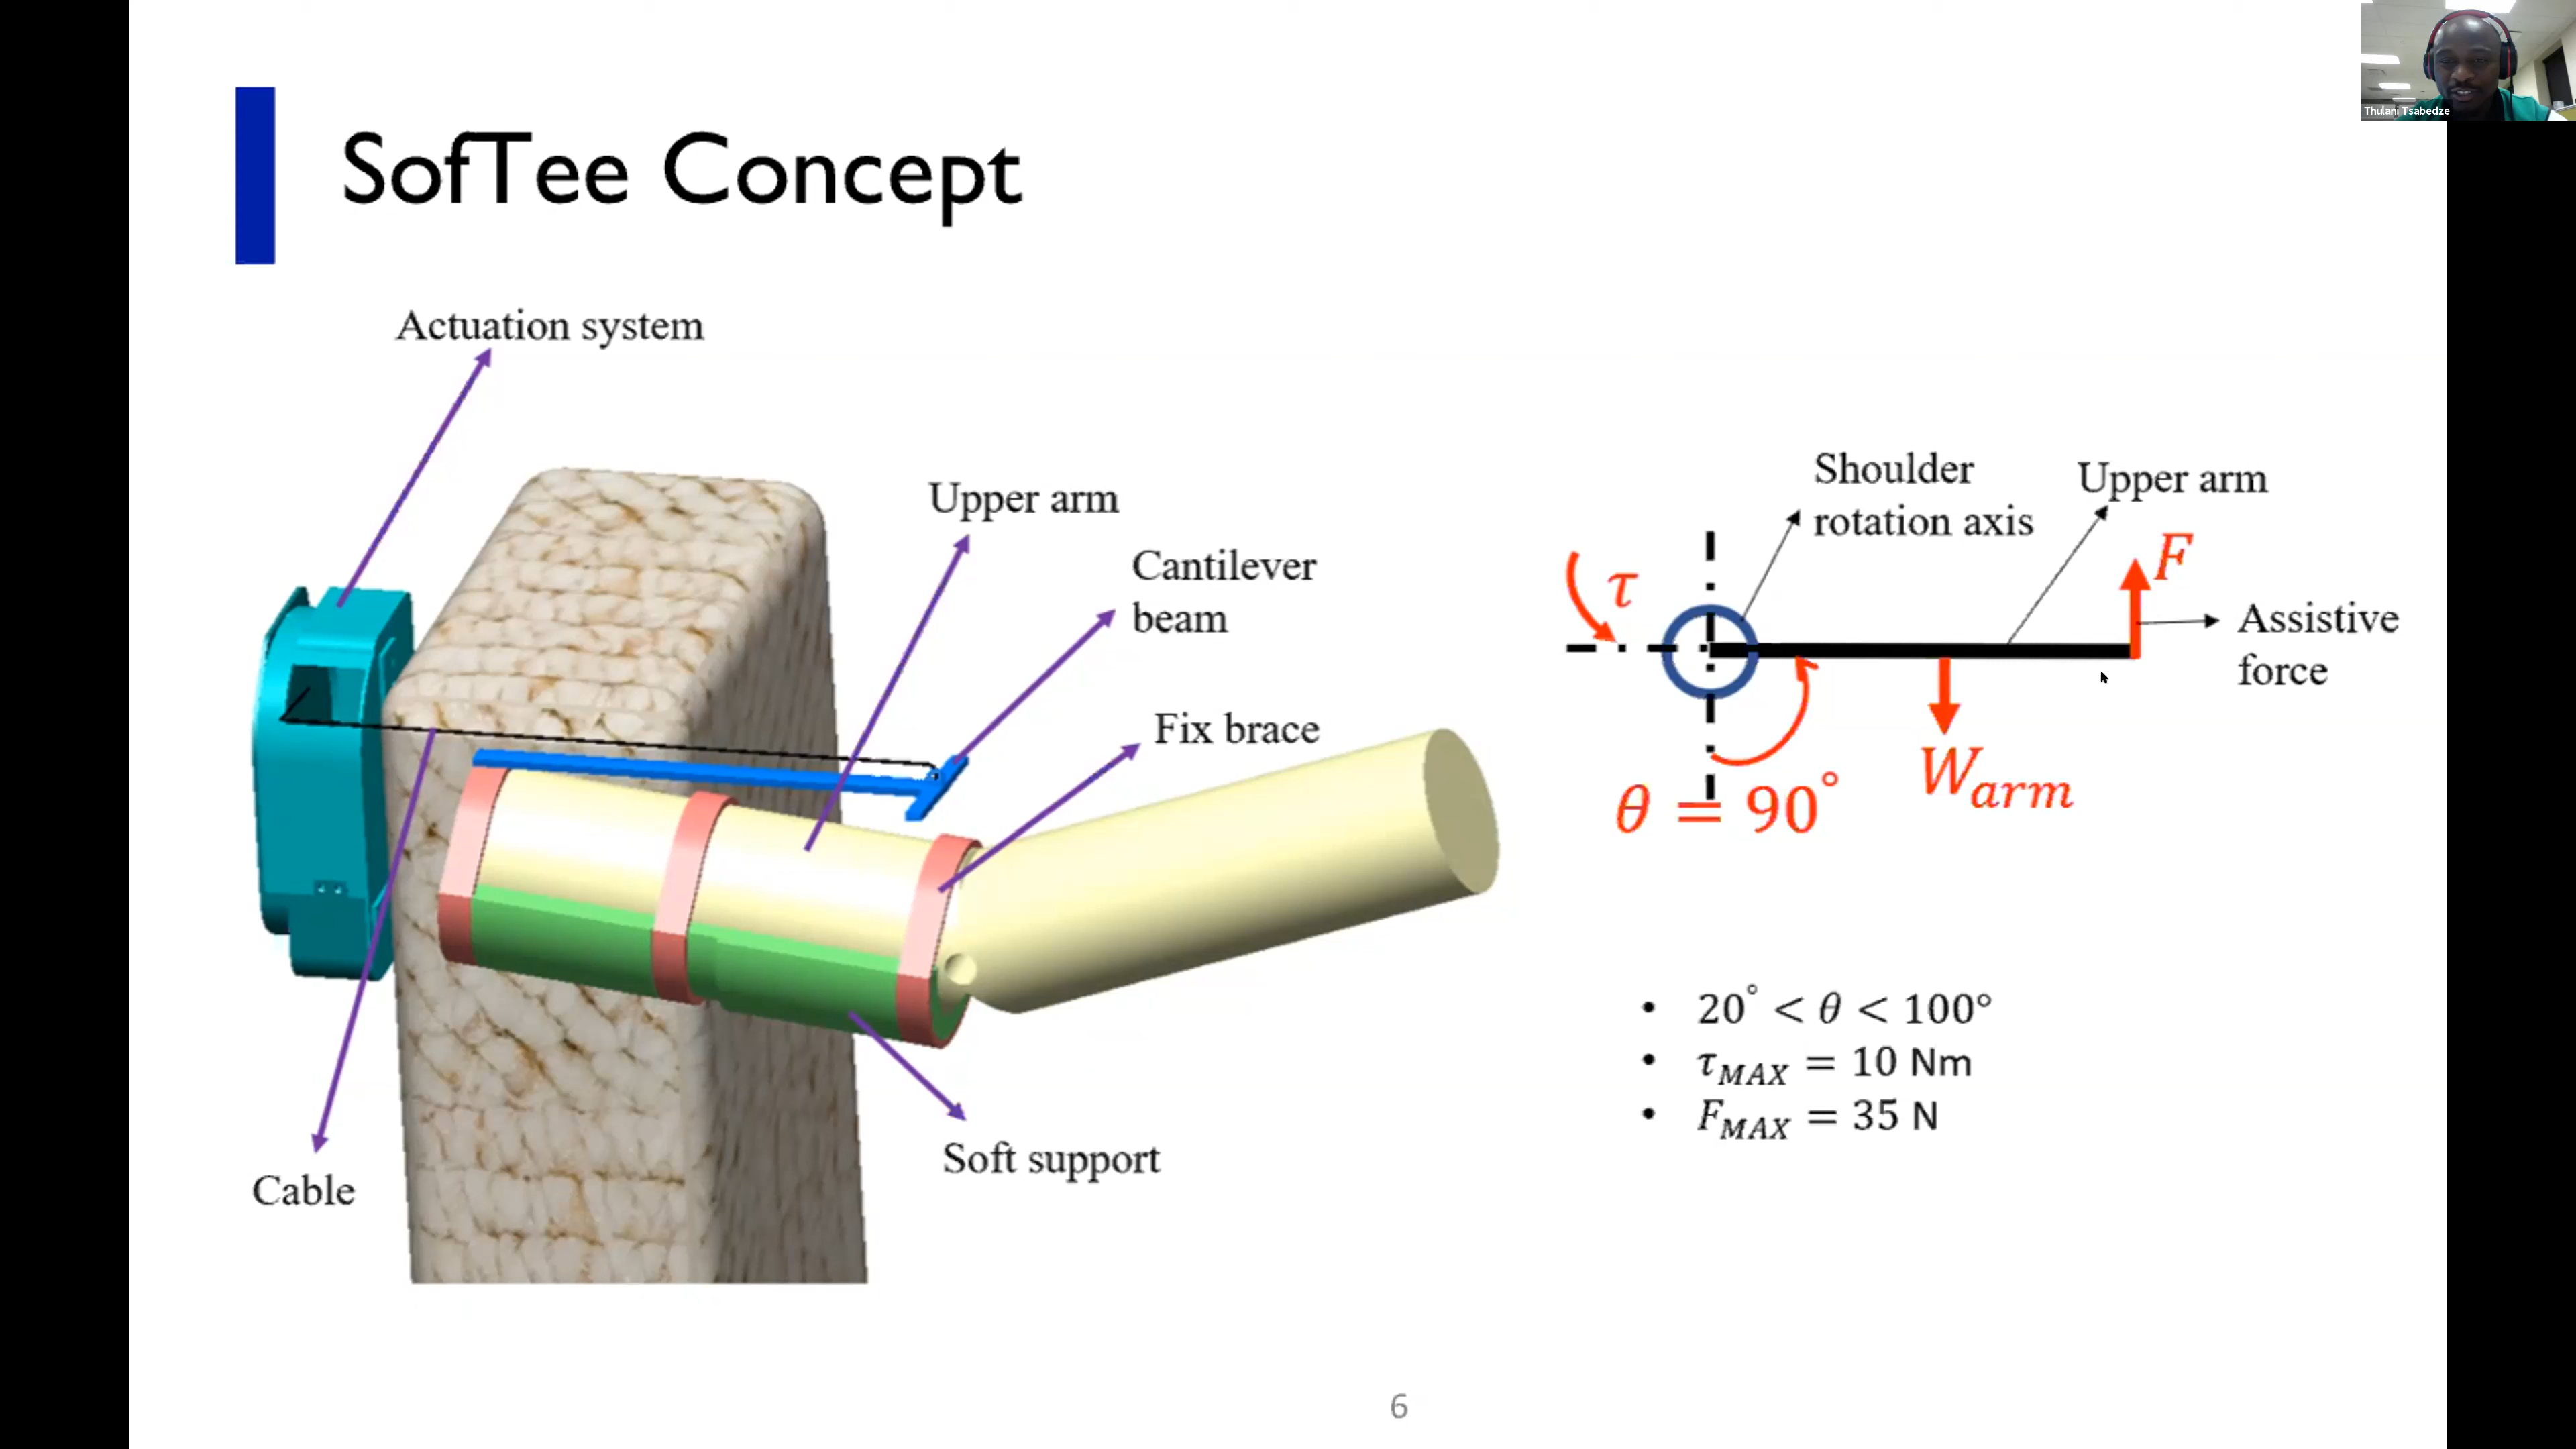 Thulani Tsabedze
SofTee Concept
Actuation system
Upper arm
Cantilever
beam
Fix brace
Cable
Soft support
Shoulder
rotation axis
Upper arm
τ
F
Assistive
force
W_arm
θ = 90°
• 20° < θ < 100°
• τ_MAX = 10 Nm
• F_MAX = 35 N
6